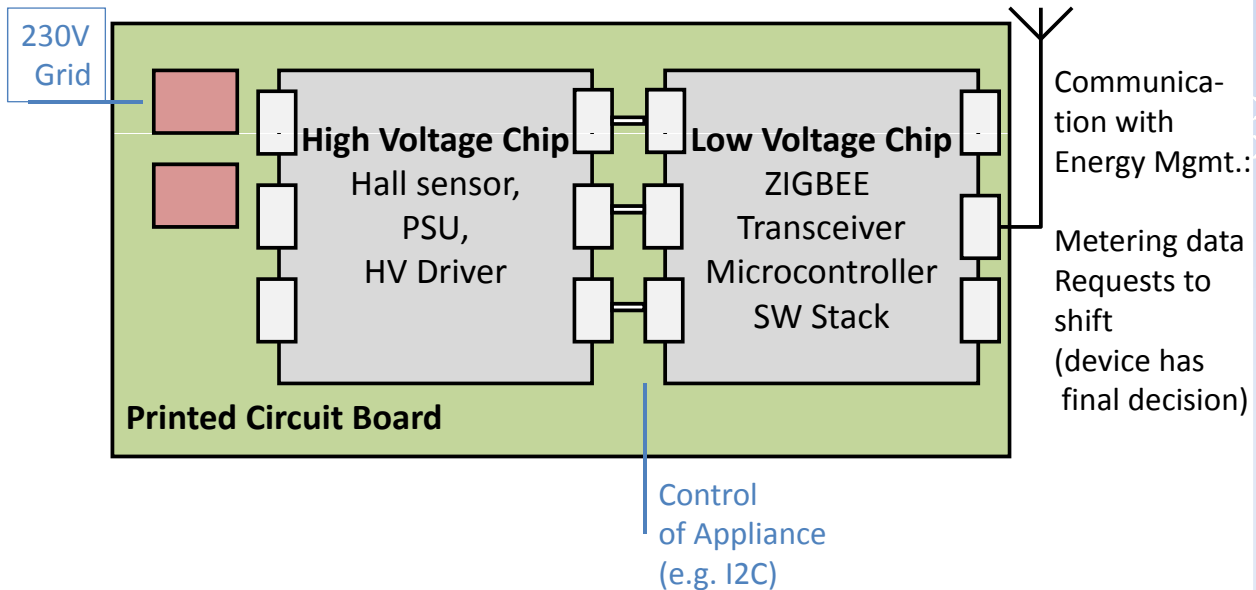 230V
Grid
High Voltage Chip
Hall sensor,
PSU,
HV Driver
Low Voltage Chip
ZIGBEE
Transceiver
Microcontroller
SW Stack
Printed Circuit Board
Communica-
tion with
Energy Mgmt.:
Metering data
Requests to
shift
(device has
final decision)
Control
of Appliance
(e.g. I2C)